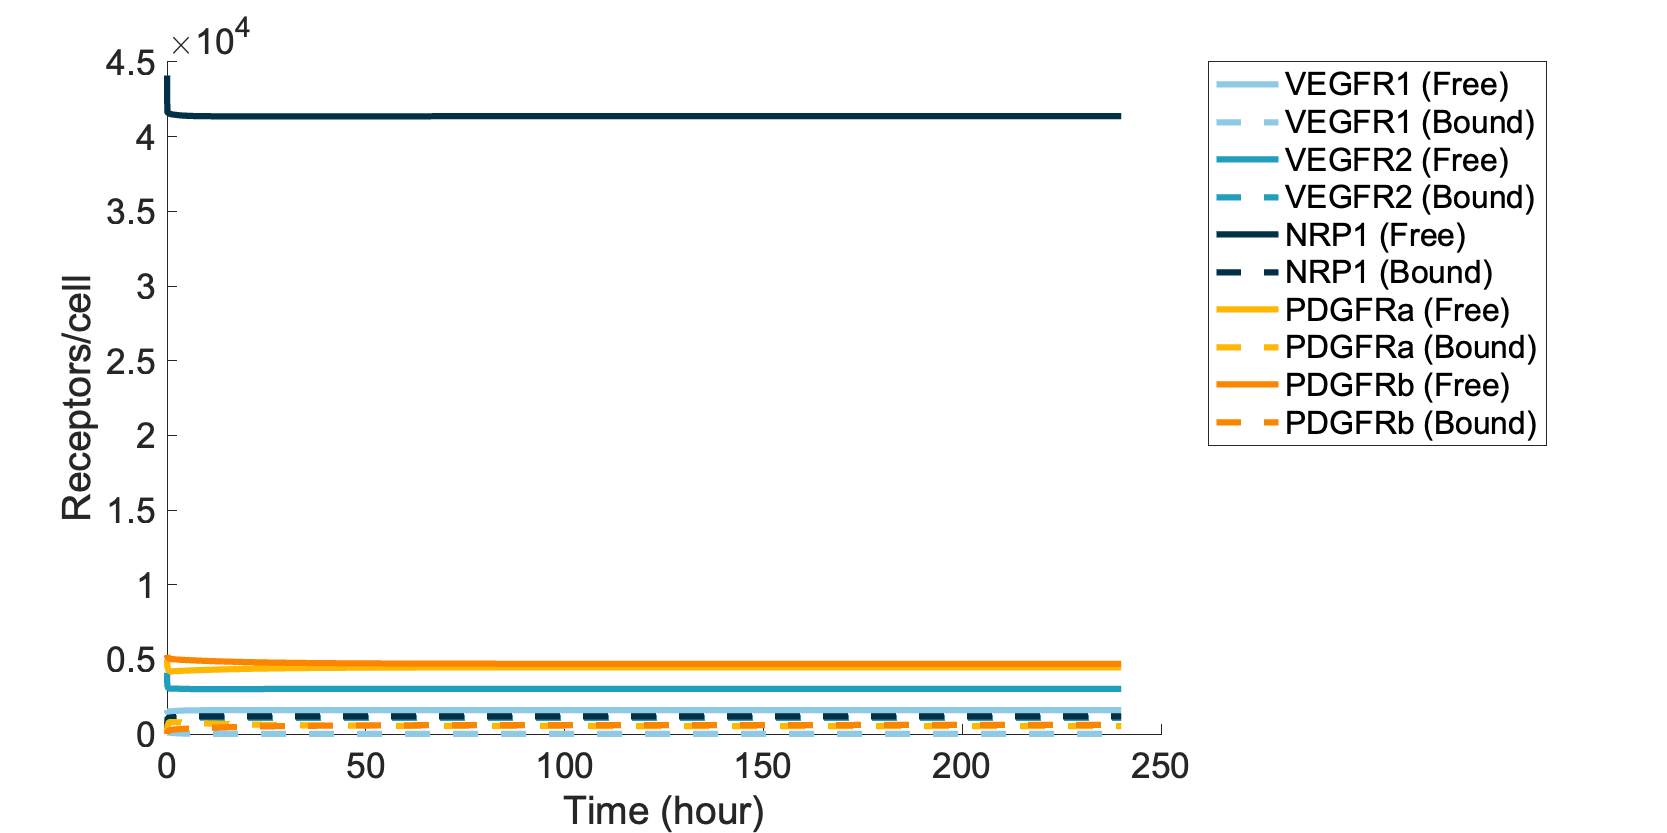 ×10⁴
4.5
4
3.5
3
2.5
2
1.5
1
0.5
0
Receptors/cell
0 50 100 150 200 250
Time (hour)
VEGFR1 (Free)
VEGFR1 (Bound)
VEGFR2 (Free)
VEGFR2 (Bound)
NRP1 (Free)
NRP1 (Bound)
PDGFRa (Free)
PDGFRa (Bound)
PDGFRb (Free)
PDGFRb (Bound)